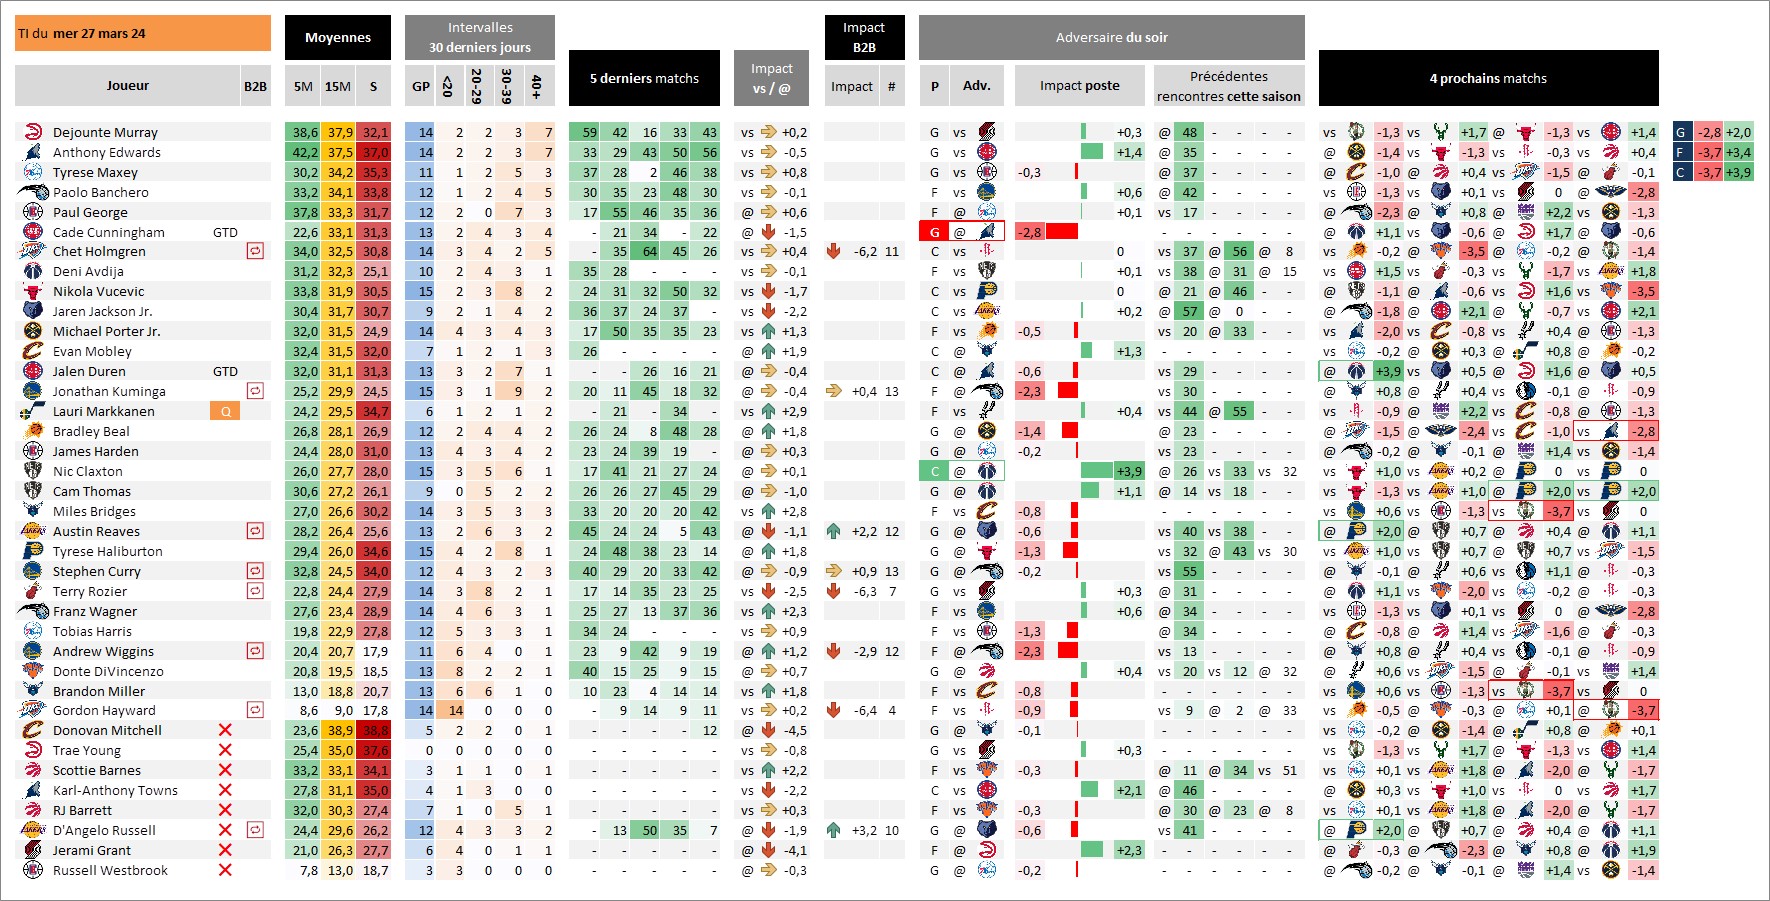 TI du mer 27 mars 24 Moyennes Intervalles 30 derniers jours Impact B2B Adversaire du soir
Joueur B2B 5M 15M S GP <20 20-29 30-39 40+ 5 derniers matchs Impact vs / @ Impact # P Adv. Impact poste Précédentes rencontres cette saison 4 prochains matchs
Dejounte Murray 38,6 37,9 32,1 14 2 2 3 7 59 42 16 33 43 vs +0,2 G vs +0,3 @ 48 - - - - vs -1,3 vs +1,7 @ -1,3 vs +1,4 G -2,8 +2,0
Anthony Edwards 42,2 37,5 37,0 14 2 2 3 7 33 29 43 50 56 vs -0,5 G vs +1,4 @ 35 - - - - @ -1,4 vs -1,3 vs -0,3 vs +0,4 F -3,7 +3,4
Tyrese Maxey 30,2 34,2 35,3 11 1 2 5 3 37 28 2 46 38 vs +0,8 G vs -0,3 @ 37 - - - - @ -1,0 @ +0,4 vs -1,5 @ -0,1 C -3,7 +3,9
Paolo Banchero 33,2 34,1 33,8 12 1 2 4 5 30 35 23 48 30 vs -0,1 F vs +0,6 @ 42 - - - - vs -1,3 vs +0,1 vs 0 @ -2,8
Paul George 37,8 33,3 31,7 12 2 0 7 3 17 55 46 35 36 @ +0,6 F @ +0,1 vs 17 - - - - @ -2,3 @ +0,8 @ +2,2 vs -1,3
Cade Cunningham GTD 22,6 33,1 31,3 13 2 4 3 4 - 21 34 - 22 @ -1,5 G @ -2,8 - - - - - @ +1,1 vs -0,6 @ +1,7 @ -0,6
Chet Holmgren 34,0 32,5 30,8 14 3 4 2 5 - 35 64 45 26 vs +0,4 -6,2 11 C vs 0 vs 37 @ 56 @ 8 vs -0,2 @ -3,5 @ -0,2 @ -1,4
Deni Avdija 31,2 32,3 25,1 10 2 4 3 1 35 28 - - - vs -0,1 F vs +0,1 vs 38 @ 31 @ 15 vs +1,5 vs -0,3 vs -1,7 @ +1,8
Nikola Vucevic 33,8 31,9 30,5 15 2 3 8 2 24 31 32 50 32 vs -1,7 C vs 0 @ 21 @ 46 - - @ -1,1 @ -0,6 vs +1,6 vs -3,5
Jaren Jackson Jr. 30,4 31,7 30,7 9 2 1 4 2 36 37 24 37 - vs -2,2 C vs +0,2 @ 57 @ 0 - - @ -1,8 @ +2,1 @ -0,7 vs +2,1
Michael Porter Jr. 32,0 31,5 24,9 14 4 3 4 3 17 50 35 35 23 vs +1,3 F vs -0,5 vs 20 @ 33 - - vs -2,0 vs -0,8 vs +0,4 @ -1,3
Evan Mobley 32,4 31,5 32,0 7 1 2 1 3 26 - - - - @ +1,9 C @ +1,3 - - - - - vs -0,2 @ +0,3 @ +0,8 @ -0,2
Jalen Duren GTD 32,0 31,1 31,3 10 3 2 7 1 - - 26 16 21 @ -0,4 C @ -0,6 vs 29 - - - - @ +3,9 vs -0,5 @ +1,6 @ +0,5
Jonathan Kuminga 25,2 29,9 24,5 15 3 1 9 2 20 11 45 18 32 @ -0,4 +0,4 13 F @ -2,3 vs 30 - - - - @ +0,8 @ +0,4 vs -0,1 @ -0,9
Lauri Markkanen Q 24,2 29,5 34,7 6 1 2 1 2 - 21 - 34 - vs +2,9 F vs +0,4 vs 44 @ 55 - - vs -0,9 @ +2,2 vs -0,8 @ -1,3
Bradley Beal 26,8 28,1 26,9 12 2 4 4 2 26 24 8 48 28 @ +1,8 G @ -1,4 @ 23 - - - - @ -1,5 @ -2,4 vs -1,0 vs -2,8
James Harden 24,4 28,0 31,0 10 3 4 2 1 23 24 39 19 - @ +0,3 G @ -0,2 vs 23 - - - - @ -0,2 @ -0,1 @ +1,4 vs -1,4
Nic Claxton 26,0 27,7 28,0 15 3 5 6 1 17 41 21 27 24 @ +0,1 C @ +3,9 @ 26 vs 33 vs 32 vs +1,0 vs +0,2 @ 0 vs 0
Cam Thomas 30,6 27,2 26,1 9 0 5 2 2 26 26 27 45 29 @ -1,0 G @ +1,1 @ 14 vs 18 - - vs -1,3 vs +1,0 @ +2,0 vs +2,0
Miles Bridges 27,0 26,6 30,2 14 3 5 3 3 33 20 20 20 42 vs +2,8 F vs -0,8 - - - - - vs +0,6 vs -1,3 vs -3,7 vs 0
Austin Reaves 28,2 26,4 25,6 13 2 6 3 2 45 24 24 5 43 @ -1,1 +2,2 12 G @ -0,6 vs 40 vs 38 - - @ +2,0 @ +0,7 @ +0,4 @ +1,1
Tyrese Haliburton 29,4 26,0 34,6 15 4 2 8 1 24 48 38 23 14 @ +1,8 G @ -1,3 vs 32 @ 43 vs 30 vs +1,0 vs +0,7 @ +0,7 vs -1,5
Stephen Curry 32,8 24,5 34,0 12 4 3 2 3 40 29 20 33 42 @ -0,9 +0,9 13 G @ -0,2 vs 55 - - - - @ -0,1 @ +0,6 vs +1,1 @ -0,3
Terry Rozier 22,8 24,4 27,9 14 3 8 2 1 17 14 35 23 25 vs -2,5 -6,3 7 G vs +0,3 @ 31 - - - - @ +1,1 vs -2,0 vs -0,2 @ -0,3
Franz Wagner 27,6 23,4 28,9 14 4 6 3 1 25 27 13 37 36 vs +2,3 F vs +0,6 @ 34 - - - - vs -1,3 vs +0,1 vs 0 @ -2,8
Tobias Harris 19,8 22,9 27,8 12 5 3 3 1 34 24 - - - vs +0,9 F vs -1,3 @ 34 - - - - @ -0,8 @ +1,4 vs -1,6 @ -0,3
Andrew Wiggins 20,4 20,7 17,9 11 6 4 0 1 23 9 42 9 19 @ +1,2 -2,9 12 F @ -2,3 vs 13 - - - - @ +0,8 @ +0,4 vs -0,1 @ -0,9
Donte DiVincenzo 20,8 19,5 18,5 13 8 2 2 1 40 15 25 9 15 @ +0,7 G @ +0,4 vs 20 vs 12 @ 32 @ +0,6 vs -1,5 @ -0,1 vs +1,4
Brandon Miller 13,0 18,8 20,7 13 6 6 1 0 10 23 4 14 14 vs +1,8 F vs -0,8 - - - - - vs +0,6 vs -1,3 vs -3,7 vs 0
Gordon Hayward 8,6 9,0 17,8 14 14 0 0 0 - 9 14 9 11 vs +0,2 -6,4 4 F vs -0,9 vs 9 @ 2 @ 33 vs -0,5 @ -0,3 @ +0,1 @ -3,7
Donovan Mitchell 23,6 38,9 38,8 5 2 2 0 1 - - - - 12 @ -4,5 G @ -0,1 - - - - - vs -0,2 @ -1,4 @ +0,8 @ +0,1
Trae Young 25,4 35,0 37,6 0 0 0 0 0 - - - - - vs -0,8 G vs +0,3 - - - - - vs -1,3 vs +1,7 @ -1,3 vs +1,4
Scottie Barnes 33,2 33,1 34,1 3 1 1 0 1 - - - - - vs +2,2 F vs -0,3 @ 11 @ 34 vs 51 vs +0,1 vs +1,8 @ -2,0 @ -1,7
Karl-Anthony Towns 27,8 31,1 35,0 4 1 3 0 0 - - - - - vs -2,2 C vs +2,1 @ 46 - - - - @ +0,3 vs +1,0 vs 0 vs +1,7
RJ Barrett 32,0 30,3 27,4 7 1 0 5 1 - - - - - vs +0,3 F vs -0,3 @ 30 @ 23 @ 8 vs +0,1 vs +1,8 @ -2,0 @ -1,7
D'Angelo Russell 24,4 29,6 26,2 12 4 3 3 2 - 13 50 35 7 @ -1,9 +3,2 10 G @ -0,6 vs 41 - - - - @ +2,0 @ +0,7 @ +0,4 @ +1,1
Jerami Grant 21,0 26,3 27,7 6 4 0 1 1 - - - - - @ -4,1 F @ +2,3 - - - - - @ -0,3 @ -2,3 @ +0,8 @ +1,9
Russell Westbrook 7,8 13,0 18,7 3 3 0 0 0 - - - - - @ -0,3 G @ -0,2 - - - - - @ -0,2 @ -0,1 @ +1,4 vs -1,4